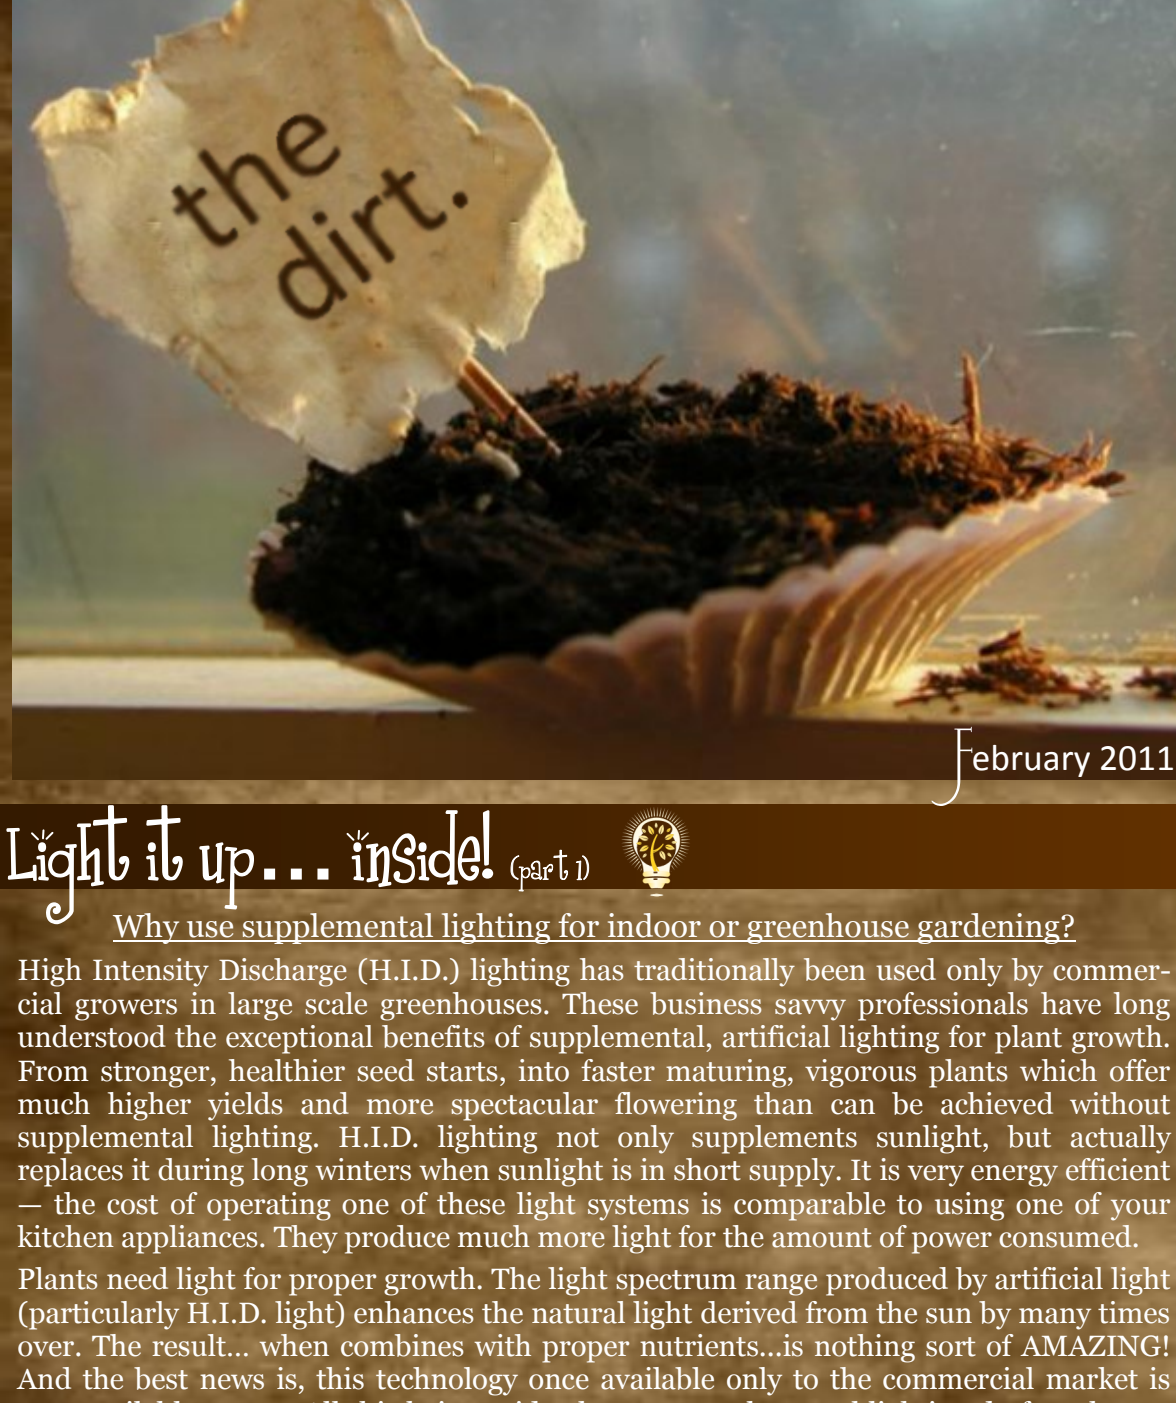 the
dirt.
February 2011
Light it up... inside! (part 1)
Why use supplemental lighting for indoor or greenhouse gardening?
High Intensity Discharge (H.I.D.) lighting has traditionally been used only by commer-
cial growers in large scale greenhouses. These business savvy professionals have long
understood the exceptional benefits of supplemental, artificial lighting for plant growth.
From stronger, healthier seed starts, into faster maturing, vigorous plants which offer
much higher yields and more spectacular flowering than can be achieved without
supplemental lighting. H.I.D. lighting not only supplements sunlight, but actually
replaces it during long winters when sunlight is in short supply. It is very energy efficient
— the cost of operating one of these light systems is comparable to using one of your
kitchen appliances. They produce much more light for the amount of power consumed.
Plants need light for proper growth. The light spectrum range produced by artificial light
(particularly H.I.D. light) enhances the natural light derived from the sun by many times
over. The result... when combines with proper nutrients...is nothing sort of AMAZING!
And the best news is, this technology once available only to the commercial market is